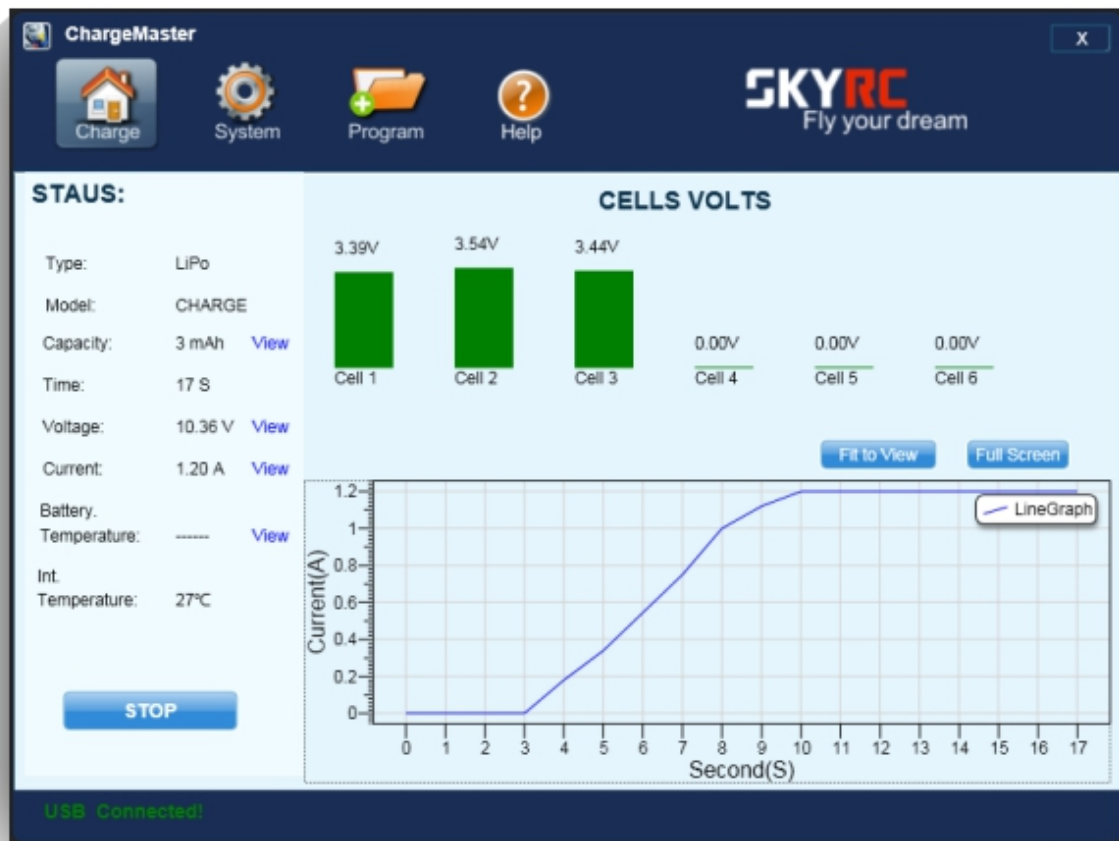 ChargeMaster
X
Charge
System
Program
Help
SKYRC
Fly your dream
STAUS:
Type: LiPo
Model: CHARGE
Capacity: 3 mAh View
Time: 17 S
Voltage: 10.36 V View
Current: 1.20 A View
Battery.
Temperature: ------ View
Int.
Temperature: 27℃
STOP
CELLS VOLTS
3.39V 3.54V 3.44V 0.00V 0.00V 0.00V
Cell 1 Cell 2 Cell 3 Cell 4 Cell 5 Cell 6
Fit to View Full Screen
LineGraph
Current(A)
1.2
1
0.8
0.6
0.4
0.2
0
0 1 2 3 4 5 6 7 8 9 10 11 12 13 14 15 16 17
Second(S)
USB Connected!